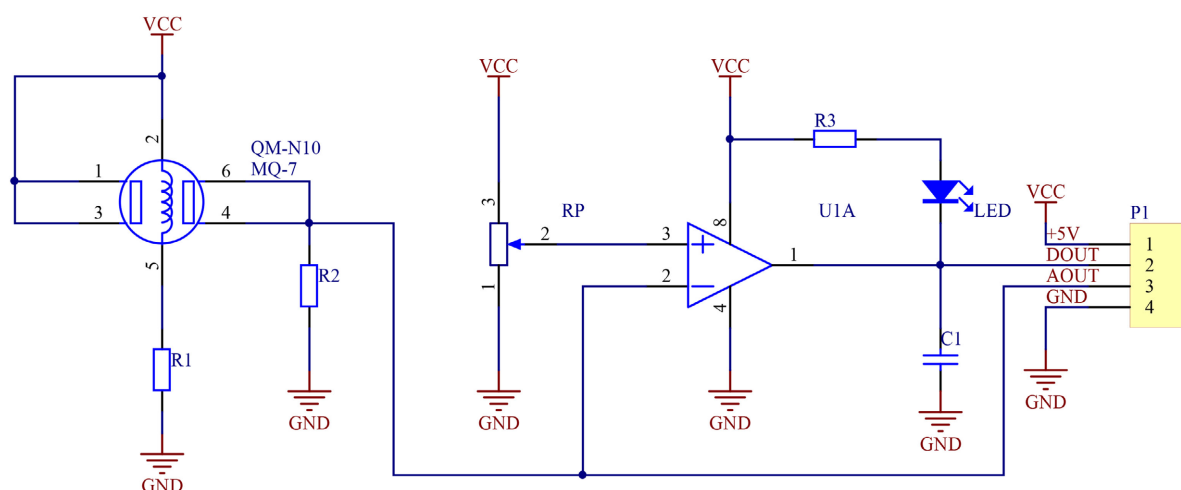 VCC
2
QM-N10
MQ-7
1
6
3
4
5
R2
R1
GND
GND
VCC
3
RP
2
1
GND
VCC
R3
8
U1A
3
2
1
4
GND
LED
C1
GND
VCC
P1
+5V
1
DOUT
2
AOUT
3
GND
4
GND